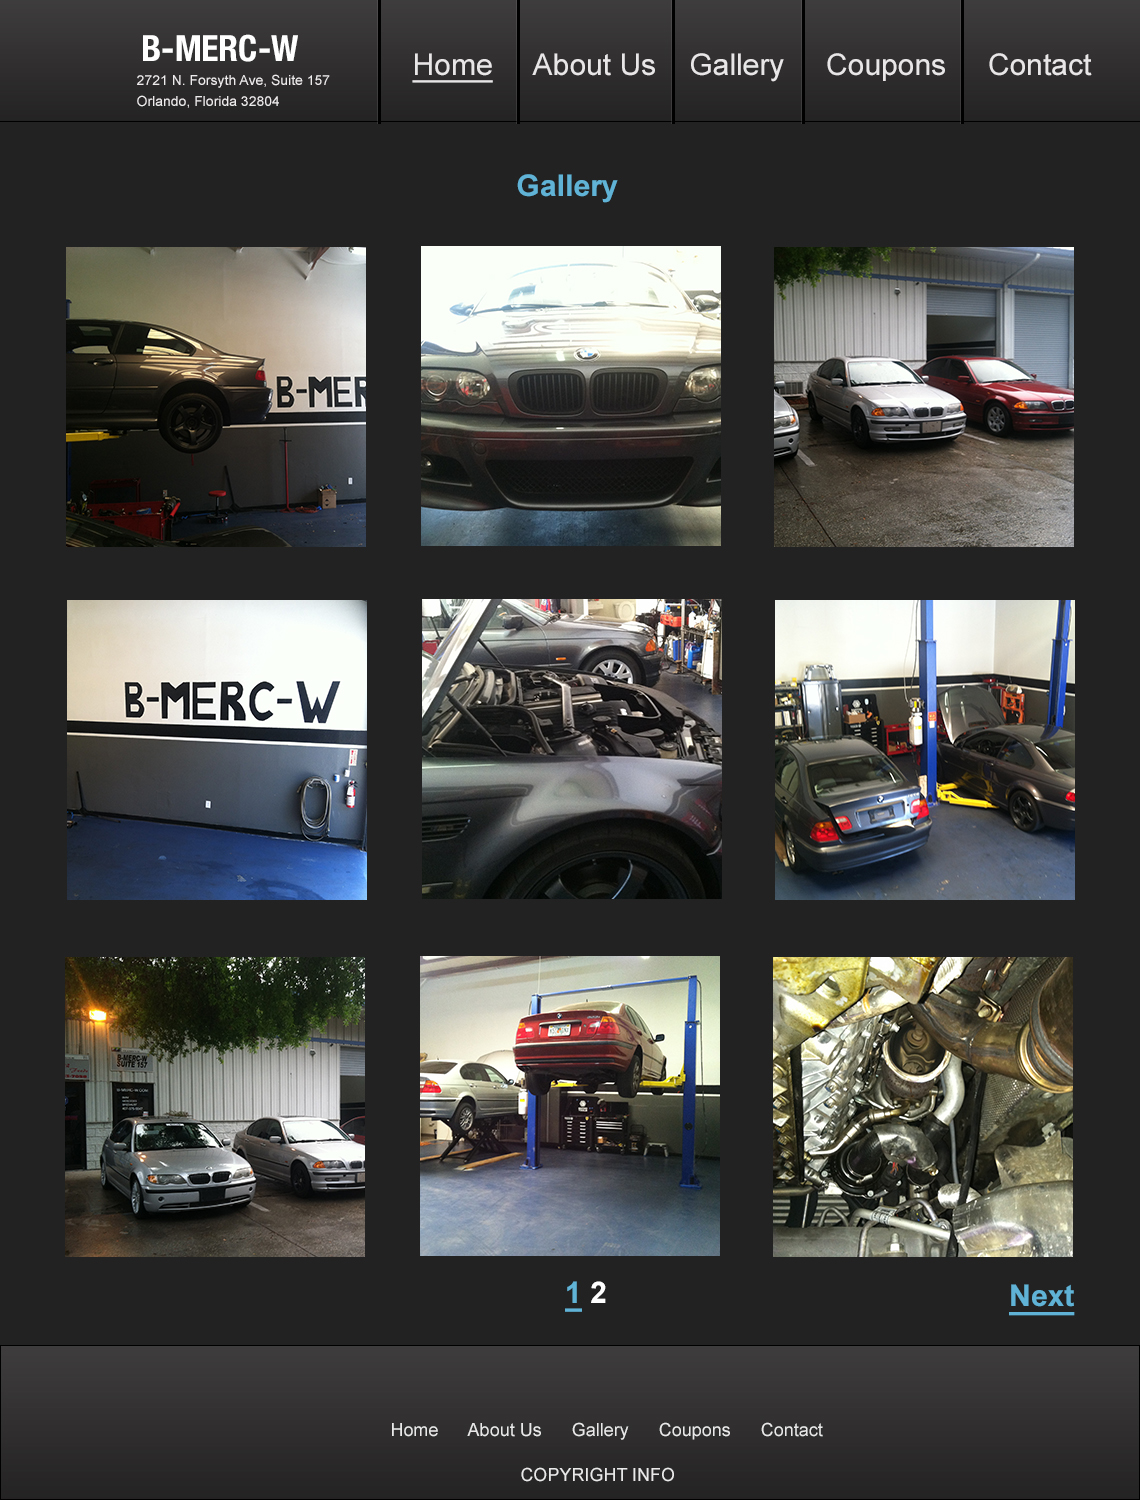 B-MERC-W
2721 N. Forsyth Ave, Suite 157
Orlando, Florida 32804
Home
About Us
Gallery
Coupons
Contact
Gallery
B-MER
B-MERC-W
B-MERC-W
SUITE 157
1 2
Next
Home About Us Gallery Coupons Contact
COPYRIGHT INFO